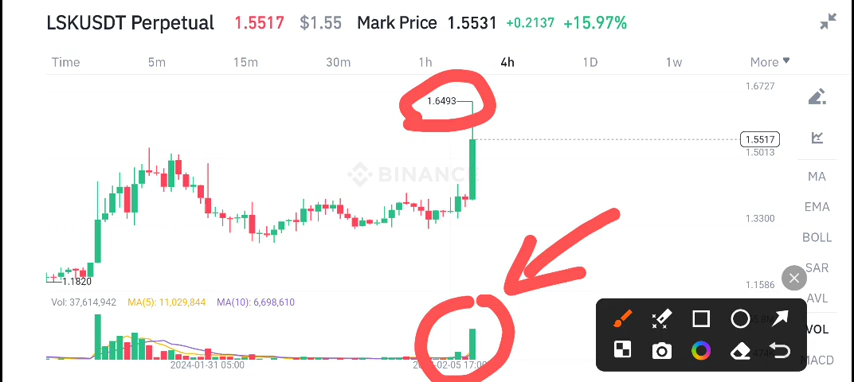 LSKUSDT Perpetual 1.5517 $1.55 Mark Price 1.5531 +0.2137 +15.97%
Time 5m 15m 30m 1h 4h 1D 1w More
1.6727
1.6493
1.5517
1.5013
BINANCE
MA
EMA
1.3300
BOLL
SAR
1.1820
1.1586
AVL
Vol: 37,614,942 MA(5): 11,029,844 MA(10): 6,698,610
VOL
MACD
2024-01-31 05:00